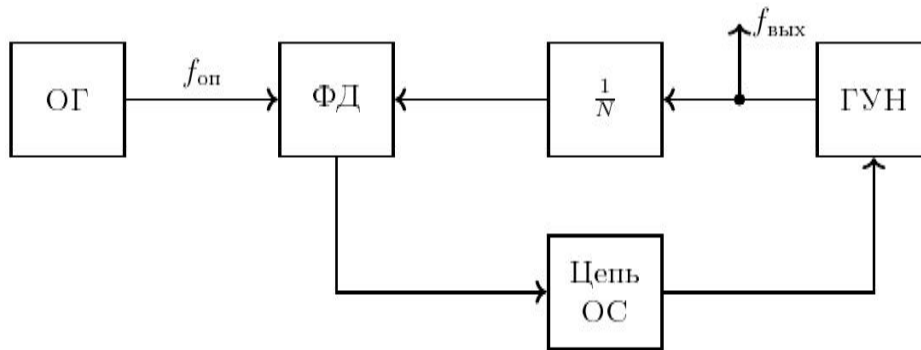 f_вых
ОГ
f_оп
ФД
1/N
ГУН
Цепь
ОС